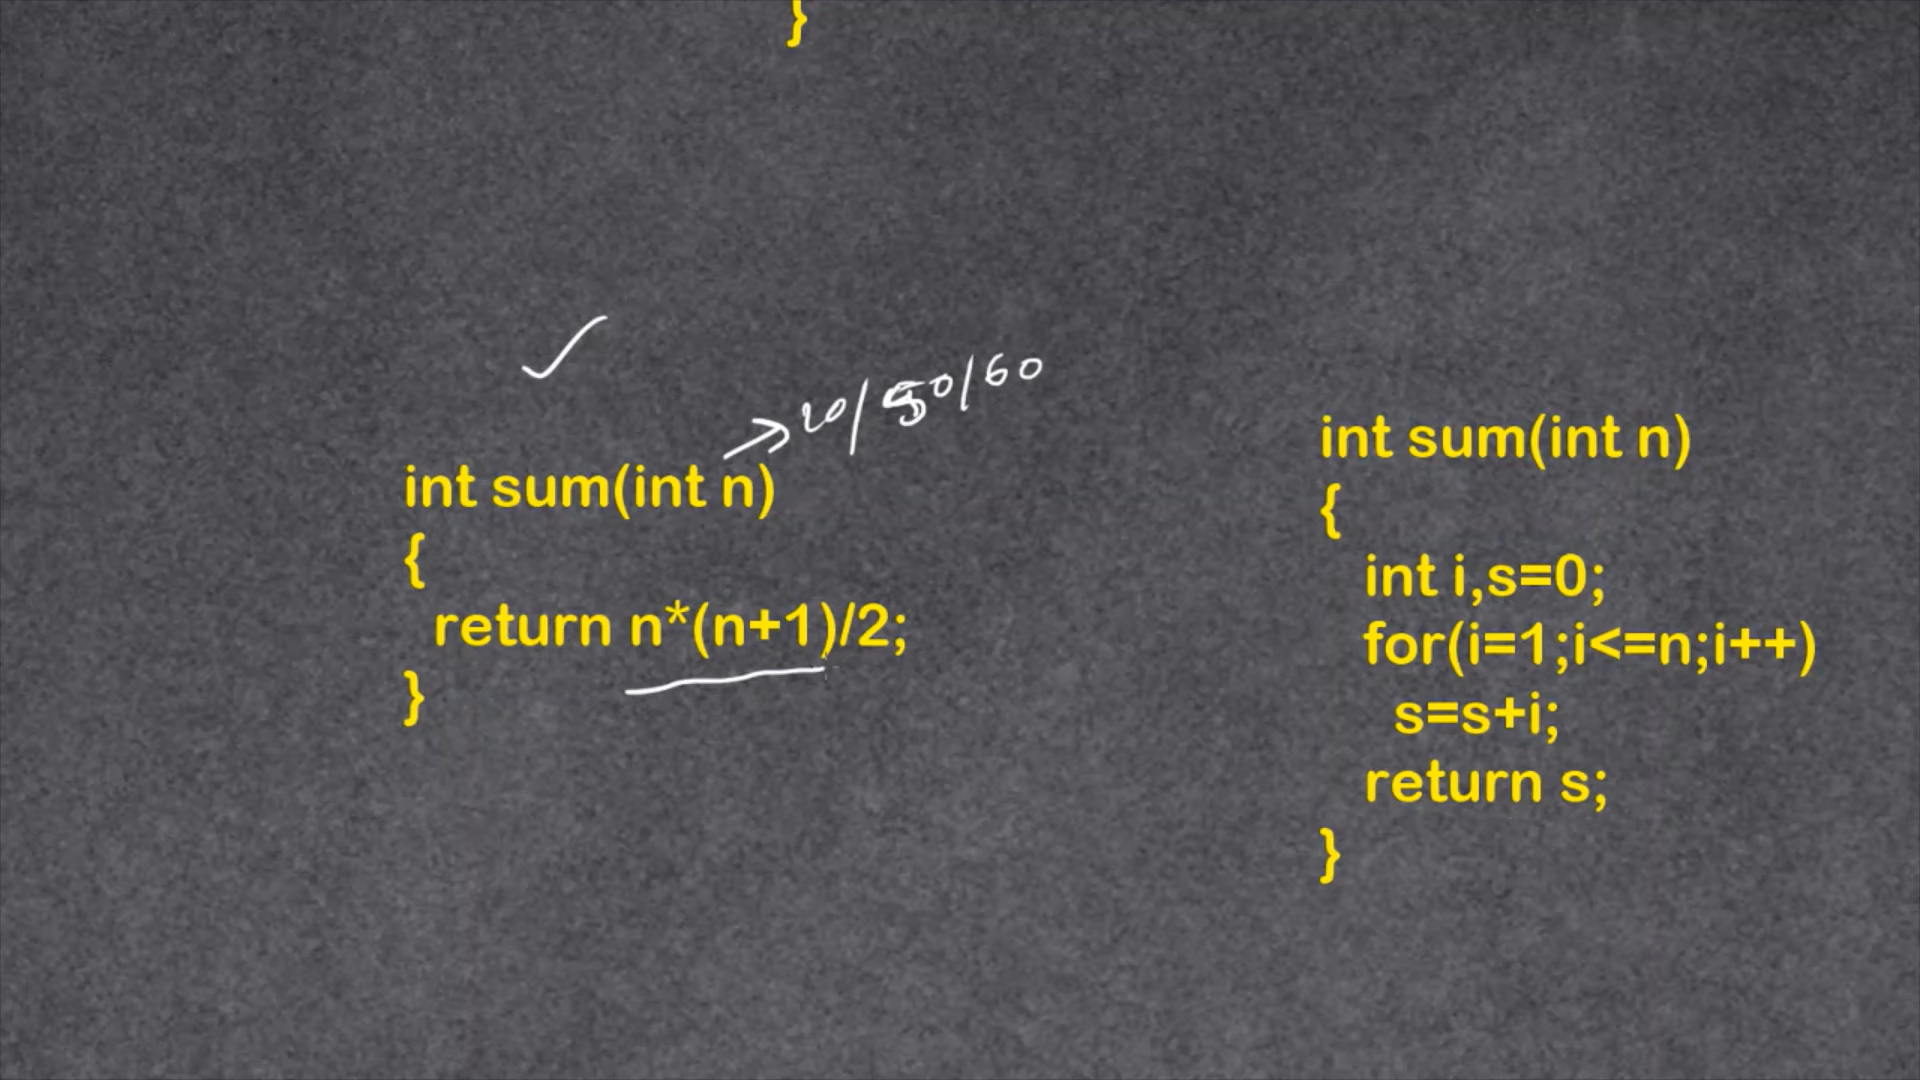 }
20/50/60
int sum(int n)
{
return n*(n+1)/2;
}
int sum(int n)
{
int i,s=0;
for(i=1;i<=n;i++)
s=s+i;
return s;
}